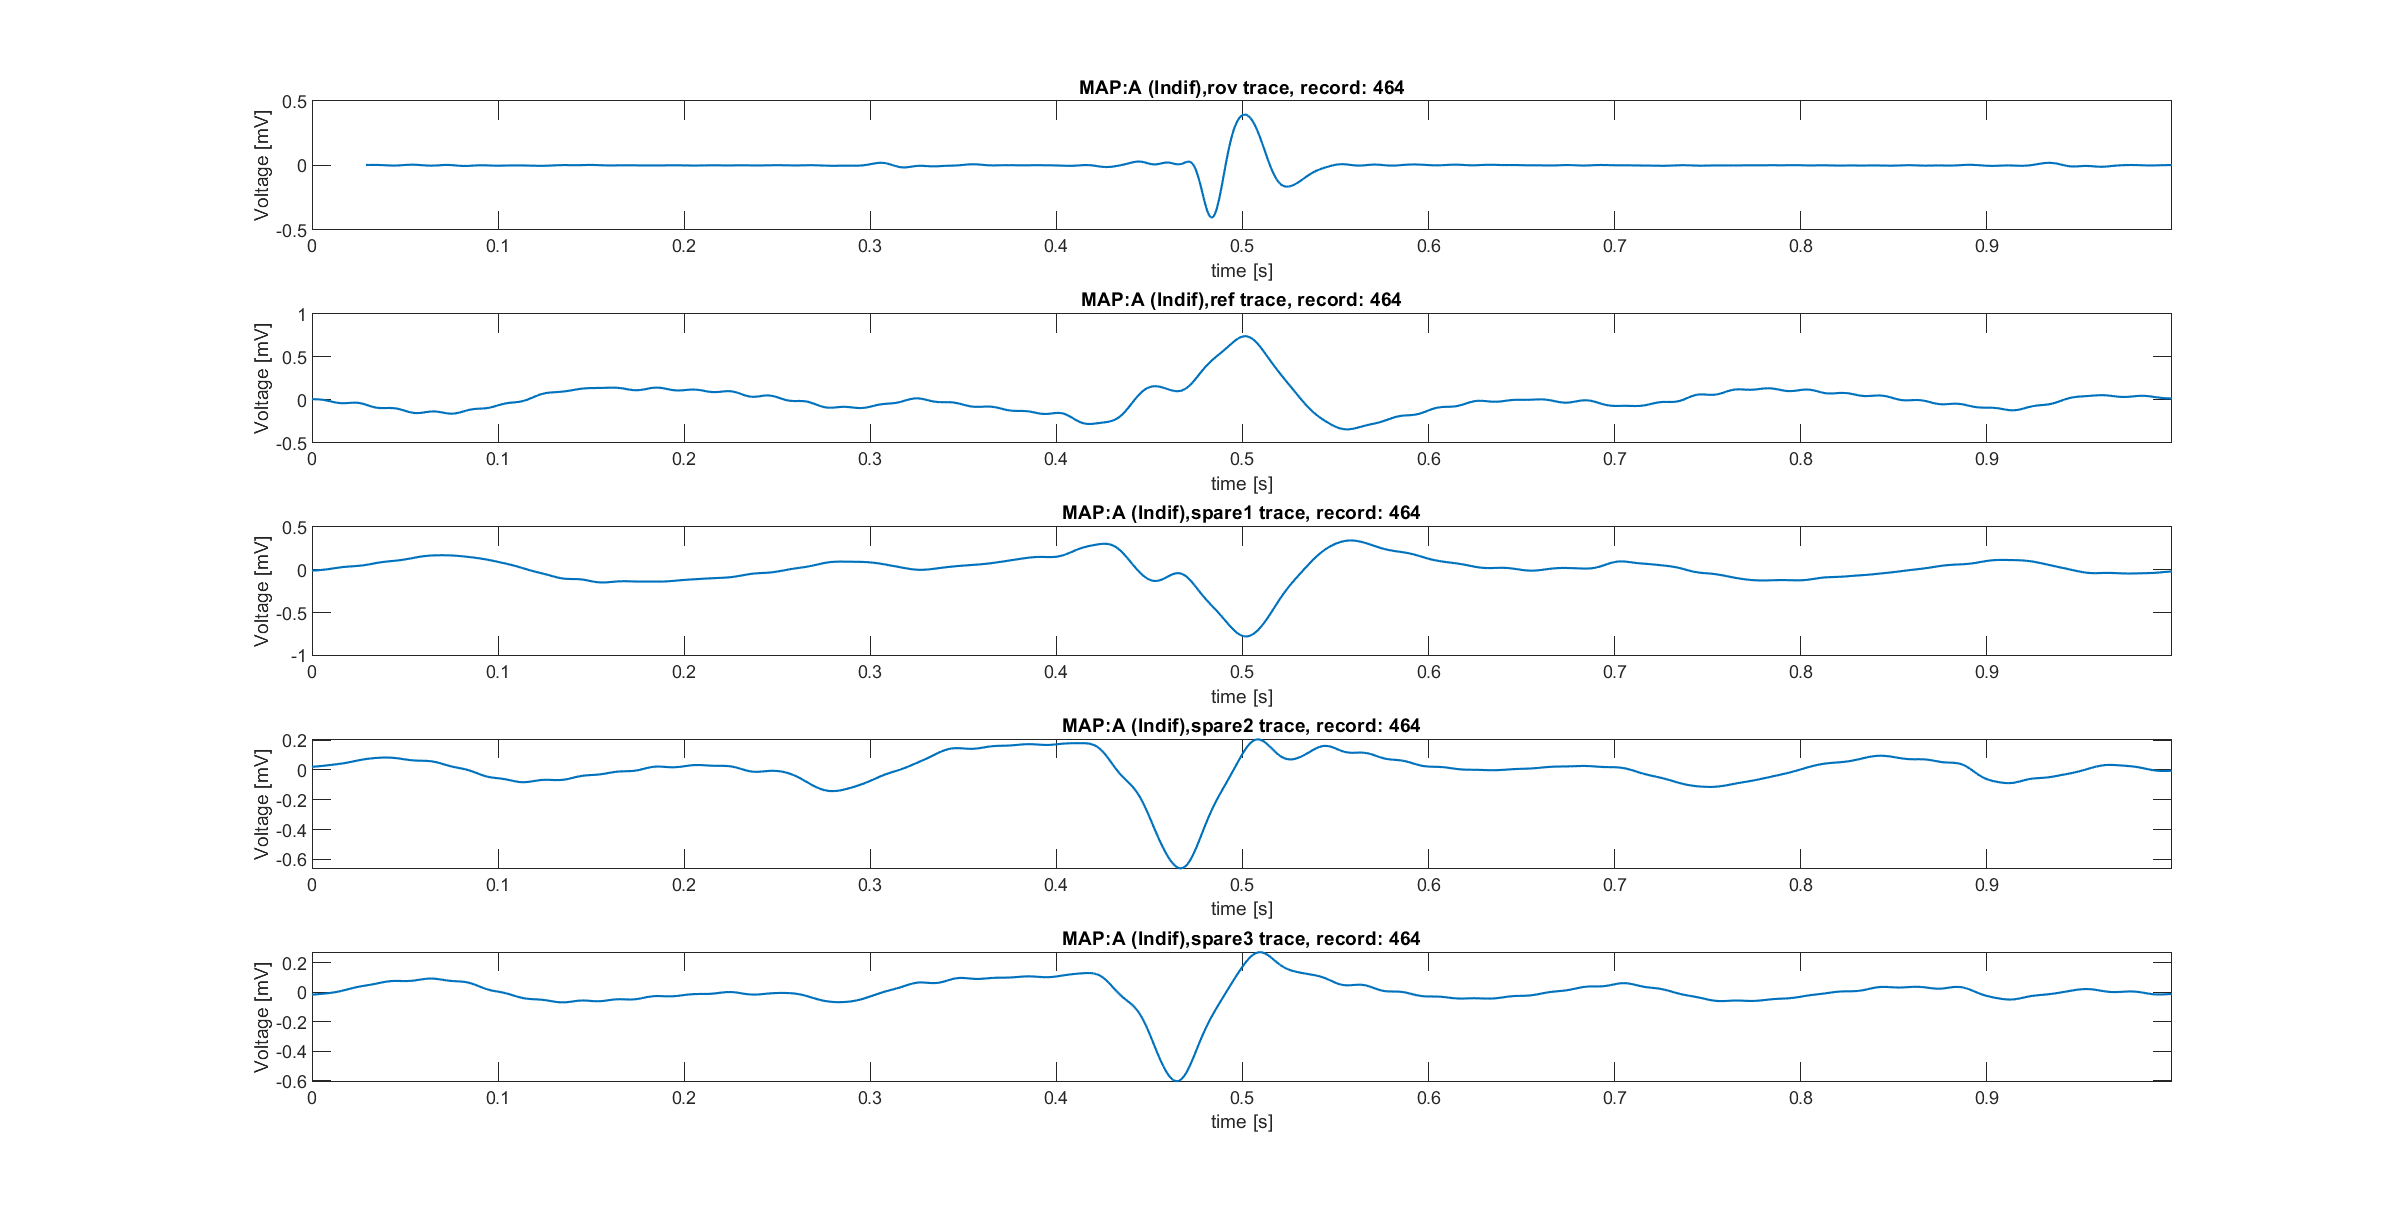 MAP:A (Indif),rov trace, record: 464
Voltage [mV]
0.5
0
-0.5
0 0.1 0.2 0.3 0.4 0.5 0.6 0.7 0.8 0.9
time [s]
MAP:A (Indif),ref trace, record: 464
Voltage [mV]
1
0.5
0
-0.5
0 0.1 0.2 0.3 0.4 0.5 0.6 0.7 0.8 0.9
time [s]
MAP:A (Indif),spare1 trace, record: 464
Voltage [mV]
0.5
0
-0.5
-1
0 0.1 0.2 0.3 0.4 0.5 0.6 0.7 0.8 0.9
time [s]
MAP:A (Indif),spare2 trace, record: 464
Voltage [mV]
0.2
0
-0.2
-0.4
-0.6
0 0.1 0.2 0.3 0.4 0.5 0.6 0.7 0.8 0.9
time [s]
MAP:A (Indif),spare3 trace, record: 464
Voltage [mV]
0.2
0
-0.2
-0.4
-0.6
0 0.1 0.2 0.3 0.4 0.5 0.6 0.7 0.8 0.9
time [s]